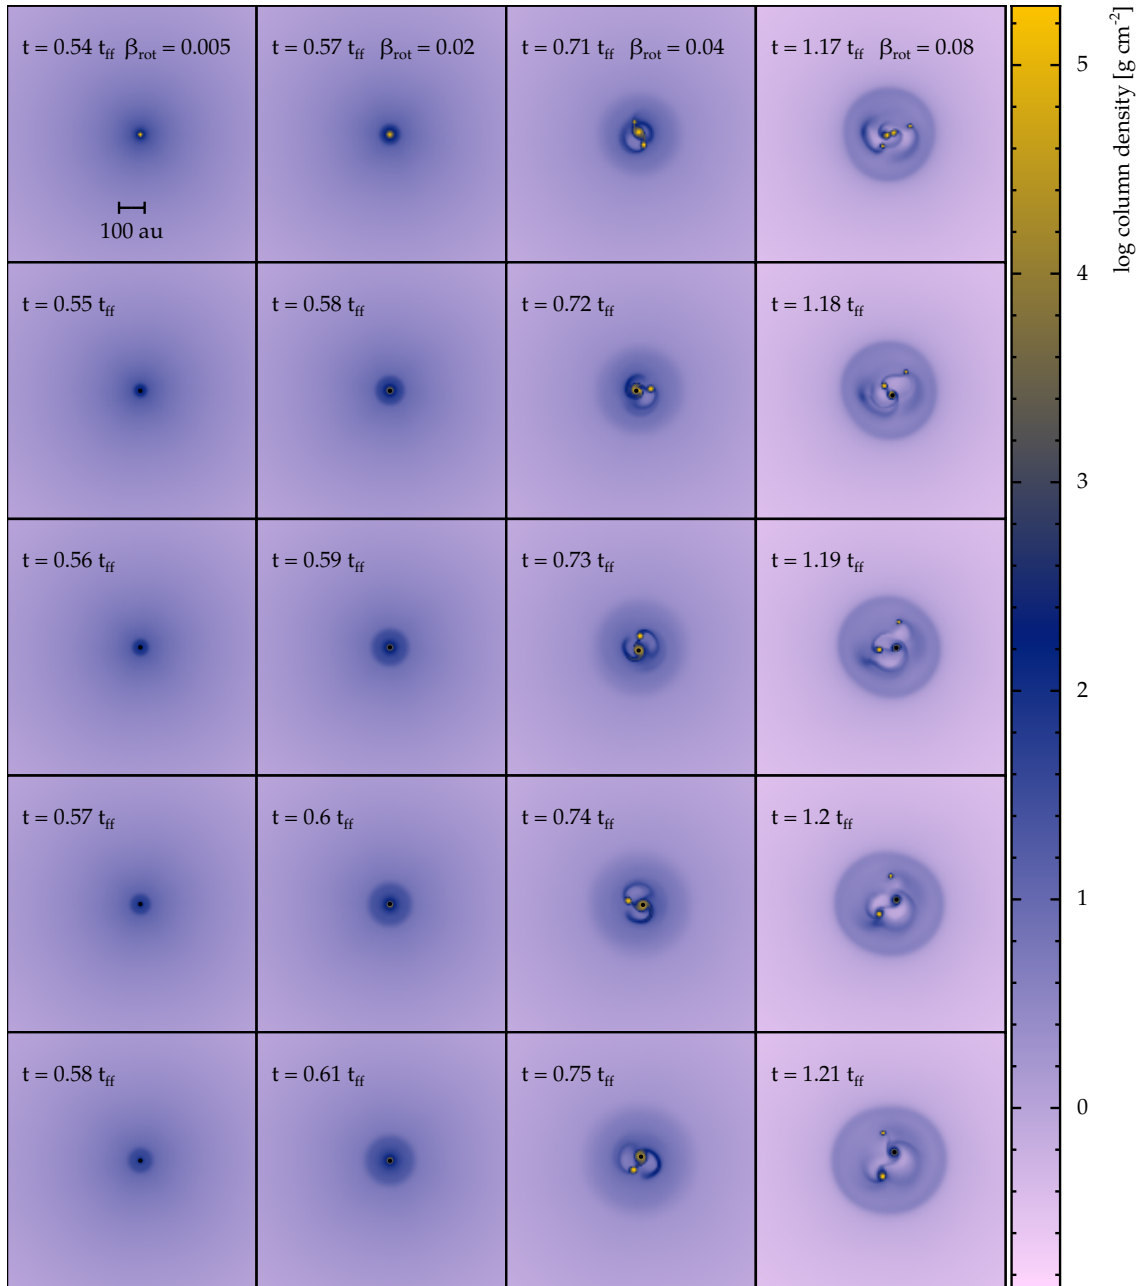 t = 0.54 t_ff β_rot = 0.005
t = 0.57 t_ff β_rot = 0.02
t = 0.71 t_ff β_rot = 0.04
t = 1.17 t_ff β_rot = 0.08
100 au
t = 0.55 t_ff
t = 0.58 t_ff
t = 0.72 t_ff
t = 1.18 t_ff
t = 0.56 t_ff
t = 0.59 t_ff
t = 0.73 t_ff
t = 1.19 t_ff
t = 0.57 t_ff
t = 0.6 t_ff
t = 0.74 t_ff
t = 1.2 t_ff
t = 0.58 t_ff
t = 0.61 t_ff
t = 0.75 t_ff
t = 1.21 t_ff
5
4
3
2
1
0
log column density [g cm⁻²]